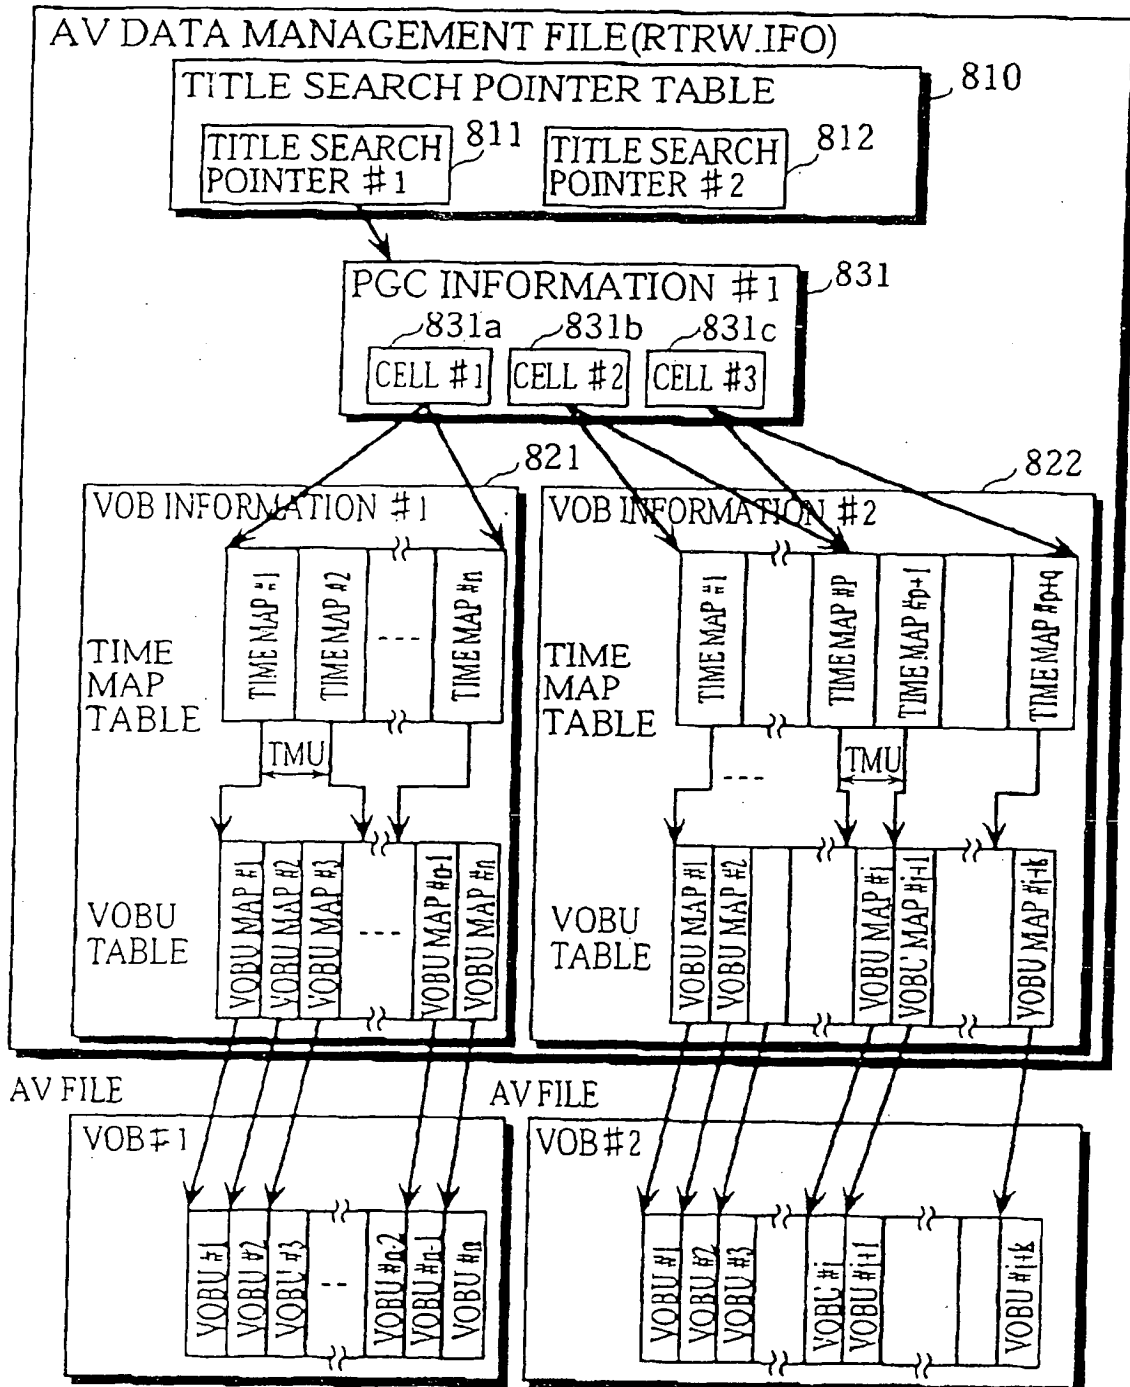 AV DATA MANAGEMENT FILE(RTRW.IFO)
TITLE SEARCH POINTER TABLE
810
TITLE SEARCH
POINTER #1
811
TITLE SEARCH
POINTER #2
812
PGC INFORMATION #1
831
831a
831b
831c
CELL #1
CELL #2
CELL #3
821
822
VOB INFORMATION #1
VOB INFORMATION #2
TIME
MAP
TABLE
TIME MAP #1
TIME MAP #2
---
TIME MAP #n
TIME
MAP
TABLE
TIME MAP #1
TIME MAP #P
TIME MAP #p+1
TIME MAP #p+q
TMU
---
TMU
VOBU
TABLE
VOBU MAP #1
VOBU MAP #2
VOBU MAP #3
---
VOBU MAP #n-1
VOBU MAP #n
VOBU
TABLE
VOBU MAP #1
VOBU MAP #2
VOBU MAP #i
VOBU MAP #i+1
VOBU MAP #i+k
AV FILE
AV FILE
VOB#1
VOB#2
VOBU #1
VOBU #2
VOBU #3
--
VOBU #n-2
VOBU #n-1
VOBU #n
VOBU #1
VOBU #2
VOBU #3
VOBU #i
VOBU #i+1
VOBU #i+k